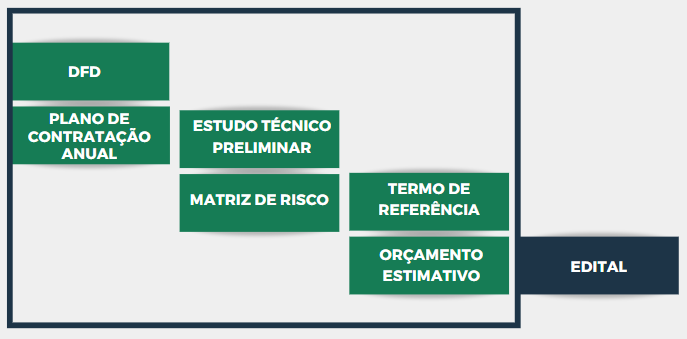 DFD
PLANO DE
CONTRATAÇÃO
ANUAL
ESTUDO TÉCNICO
PRELIMINAR
MATRIZ DE RISCO
TERMO DE
REFERÊNCIA
ORÇAMENTO
ESTIMATIVO
EDITAL